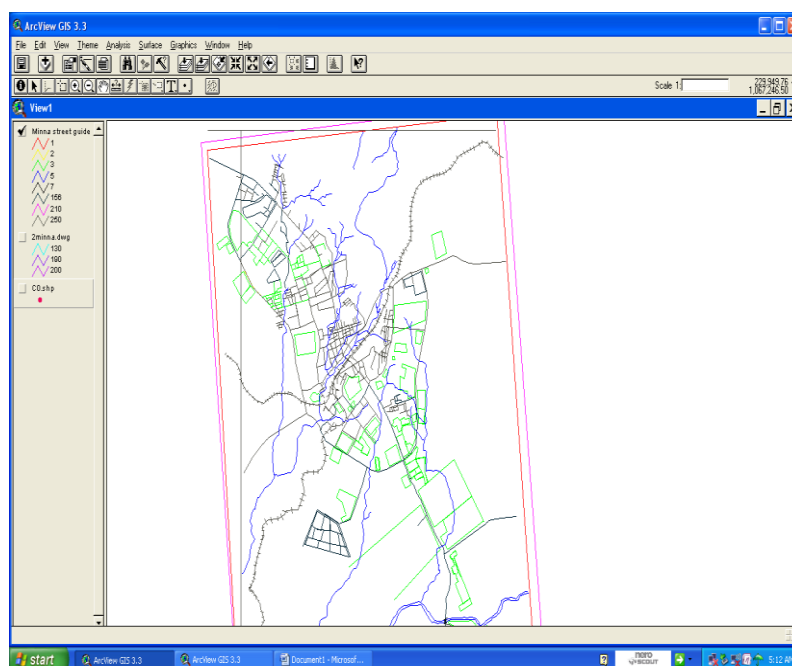 ArcView GIS 3.3
File Edit View Theme Analysis Surface Graphics Window Help
Scale 1:
229,949.76
1,067,246.50
View1
Minna street guide
1
2
3
5
7
156
210
250
2minna.dwg
130
190
200
C0.shp
start
ArcView GIS 3.3
ArcView GIS 3.3
Document1 - Microsof...
nero
SCOUT
5:12 AM